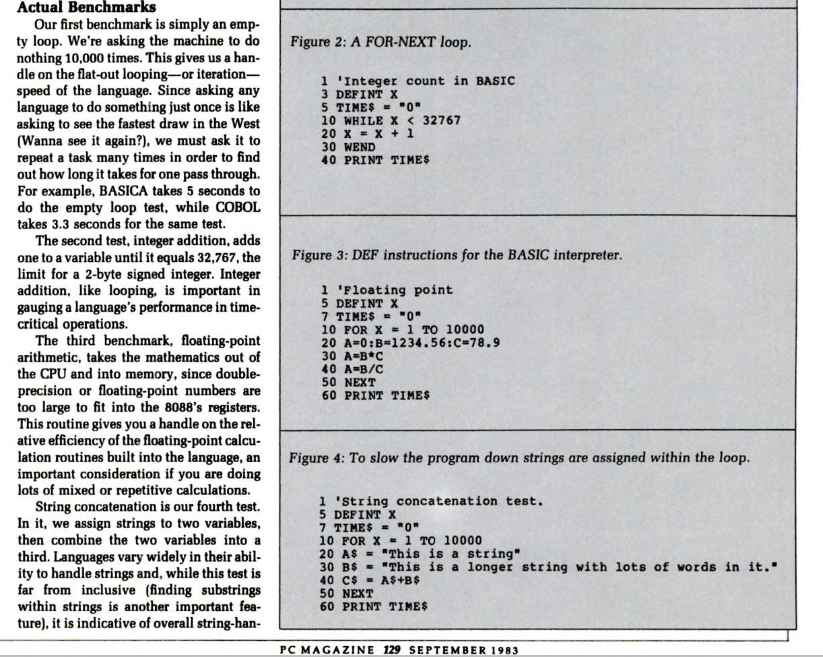 Actual Benchmarks
Our first benchmark is simply an emp-
ty loop. We're asking the machine to do
nothing 10,000 times. This gives us a han-
dle on the flat-out looping—or iteration—
speed of the language. Since asking any
language to do something just once is like
asking to see the fastest draw in the West
(Wanna see it again?), we must ask it to
repeat a task many times in order to find
out how long it takes for one pass through.
For example, BASICA takes 5 seconds to
do the empty loop test, while COBOL
takes 3.3 seconds for the same test.
The second test, integer addition, adds
one to a variable until it equals 32,767, the
limit for a 2-byte signed integer. Integer
addition, like looping, is important in
gauging a language's performance in time-
critical operations.
The third benchmark, floating-point
arithmetic, takes the mathematics out of
the CPU and into memory, since double-
precision or floating-point numbers are
too large to fit into the 8088's registers.
This routine gives you a handle on the rel-
ative efficiency of the floating-point calcu-
lation routines built into the language, an
important consideration if you are doing
lots of mixed or repetitive calculations.
String concatenation is our fourth test.
In it, we assign strings to two variables,
then combine the two variables into a
third. Languages vary widely in their abil-
ity to handle strings and, while this test is
far from inclusive (finding substrings
within strings is another important fea-
ture), it is indicative of overall string-han-
Figure 2: A FOR-NEXT loop.
1 'Integer count in BASIC
3 DEFINT X
5 TIME$ = "0"
10 WHILE X < 32767
20 X = X + 1
30 WEND
40 PRINT TIME$
Figure 3: DEF instructions for the BASIC interpreter.
1 'Floating point
5 DEFINT X
7 TIME$ = "0"
10 FOR X = 1 TO 10000
20 A=0:B=1234.56:C=78.9
30 A=B*C
40 A=B/C
50 NEXT
60 PRINT TIME$
Figure 4: To slow the program down strings are assigned within the loop.
1 'String concatenation test.
5 DEFINT X
7 TIME$ = "0"
10 FOR X = 1 TO 10000
20 A$ = "This is a string"
30 B$ = "This is a longer string with lots of words in it."
40 C$ = A$+B$
50 NEXT
60 PRINT TIME$
PC MAGAZINE 129 SEPTEMBER 1983